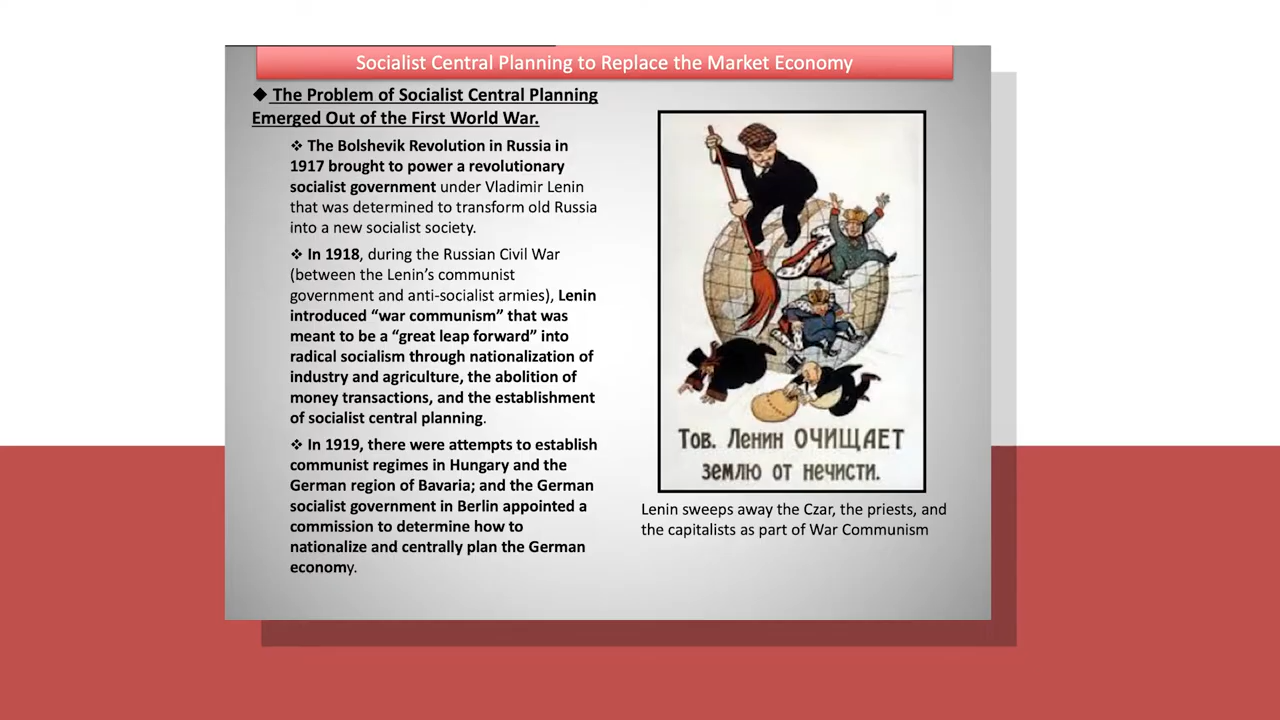 Socialist Central Planning to Replace the Market Economy
◆ The Problem of Socialist Central Planning
Emerged Out of the First World War.
❖ The Bolshevik Revolution in Russia in
1917 brought to power a revolutionary
socialist government under Vladimir Lenin
that was determined to transform old Russia
into a new socialist society.
❖ In 1918, during the Russian Civil War
(between the Lenin's communist
government and anti-socialist armies), Lenin
introduced “war communism” that was
meant to be a “great leap forward” into
radical socialism through nationalization of
industry and agriculture, the abolition of
money transactions, and the establishment
of socialist central planning.
❖ In 1919, there were attempts to establish
communist regimes in Hungary and the
German region of Bavaria; and the German
socialist government in Berlin appointed a
commission to determine how to
nationalize and centrally plan the German
economy.
Тов. Ленин ОЧИЩАЕТ
землю от нечисти.
Lenin sweeps away the Czar, the priests, and
the capitalists as part of War Communism